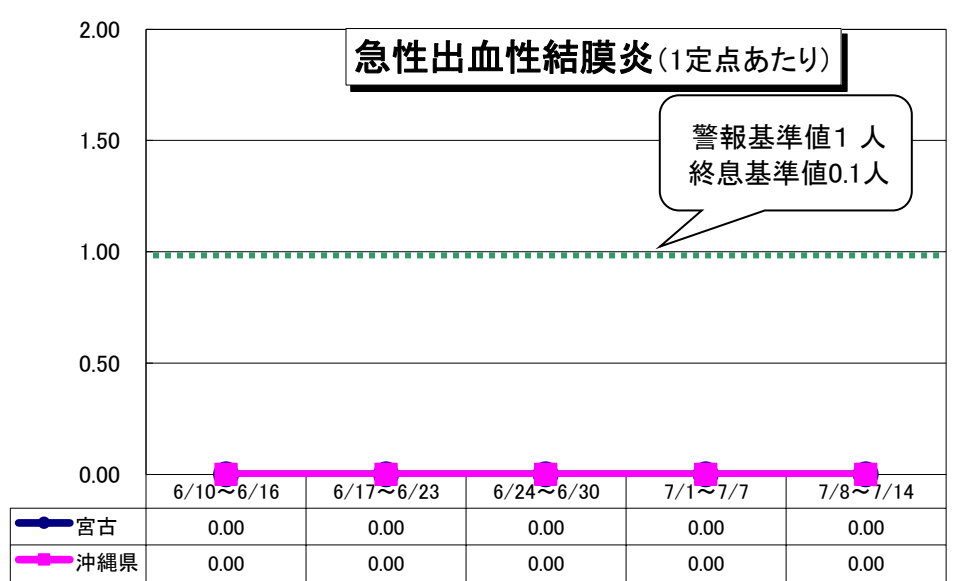 急性出血性結膜炎(1定点あたり)
警報基準値1 人
終息基準値0.1人
2.00
1.50
1.00
0.50
0.00
6/10～6/16 6/17～6/23 6/24～6/30 7/1～7/7 7/8～7/14
宮古 0.00 0.00 0.00 0.00 0.00
沖縄県 0.00 0.00 0.00 0.00 0.00